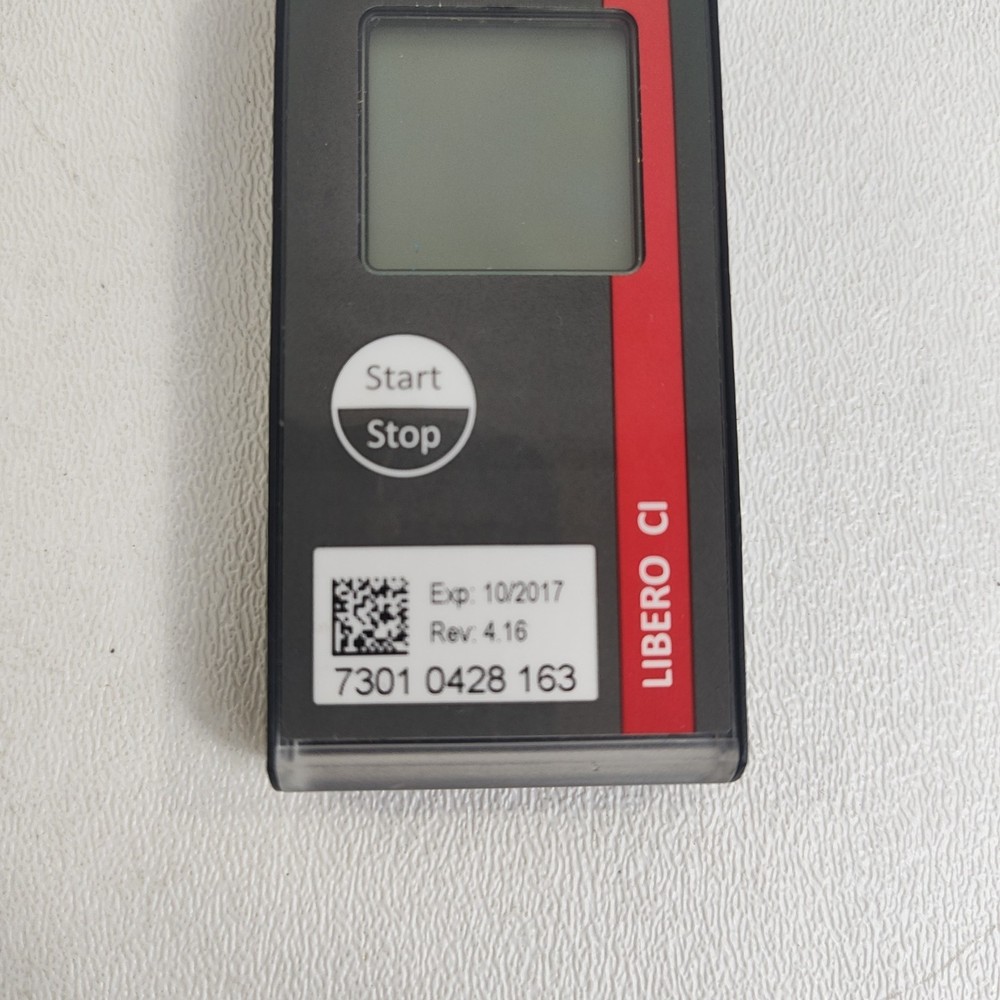 Start
Stop
LIBERO CI
Exp: 10/2017
Rev: 4.16
7301 0428 163